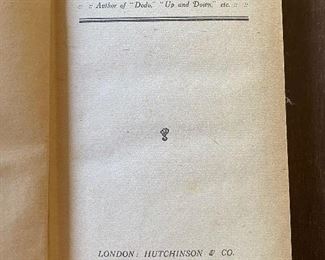 :: :: Author of "Dodo," "Up and Down," etc. :: ::
LONDON: HUTCHINSON & CO.